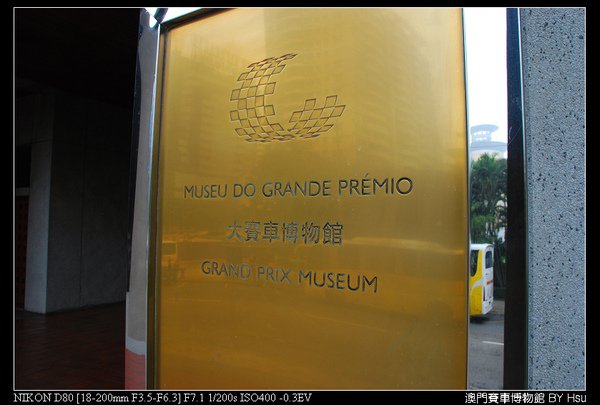 MUSEU DO GRANDE PRÉMIO
大賽車博物館
GRAND PRIX MUSEUM
NIKON D80 [18-200mm F3.5-F6.3] F7.1 1/200s ISO400 -0.3EV
澳門賽車博物館 BY Hsu